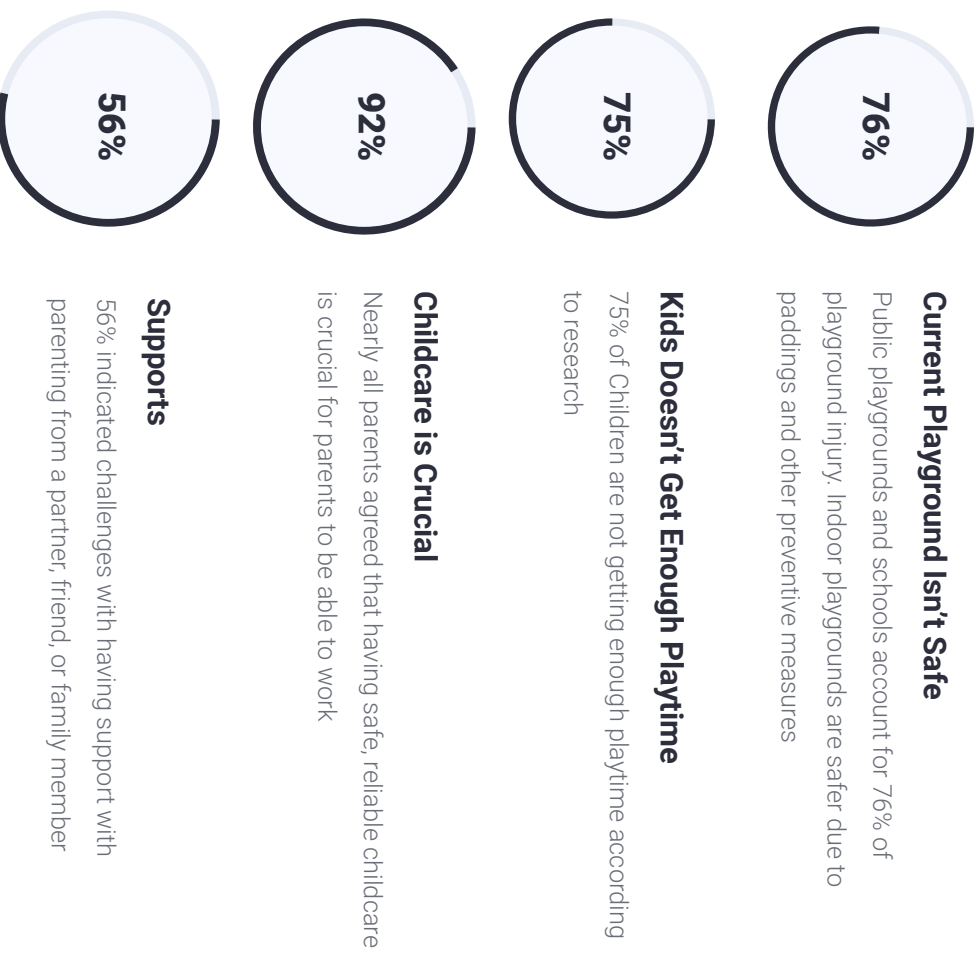 76%
Current Playground Isn't Safe
Public playgrounds and schools account for 76% of
playground injury. Indoor playgrounds are safer due to
paddings and other preventive measures
75%
Kids Doesn't Get Enough Playtime
75% of Children are not getting enough playtime according
to research
92%
Childcare is Crucial
Nearly all parents agreed that having safe, reliable childcare
is crucial for parents to be able to work
56%
Supports
56% indicated challenges with having support with
parenting from a partner, friend, or family member